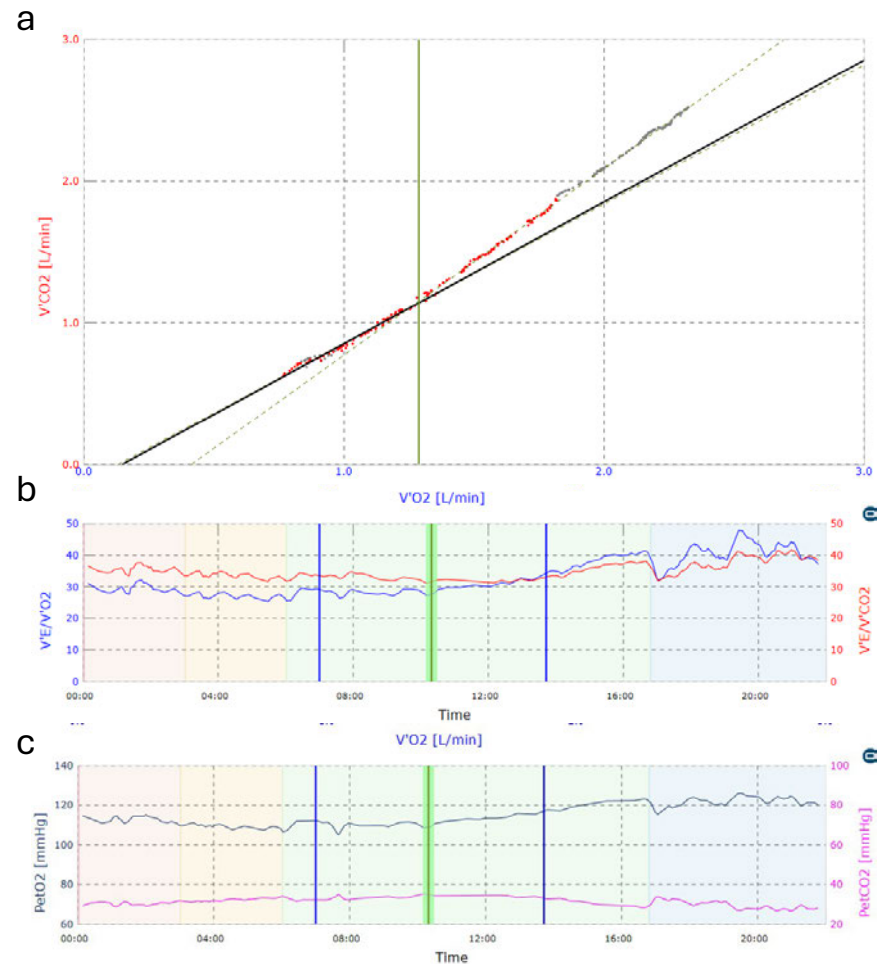 a
3.0
2.0
1.0
0.0
V'CO2 [L/min]
0.0 1.0 2.0 3.0
V'O2 [L/min]
b
50 50
40 40
30 30
20 20
10 10
0 0
V'E/V'O2
V'E/V'CO2
00:00 04:00 08:00 12:00 16:00 20:00
Time
c
V'O2 [L/min]
140 100
120 80
100 60
80 40
60 20
PetO2 [mmHg]
PetCO2 [mmHg]
00:00 04:00 08:00 12:00 16:00 20:00
Time